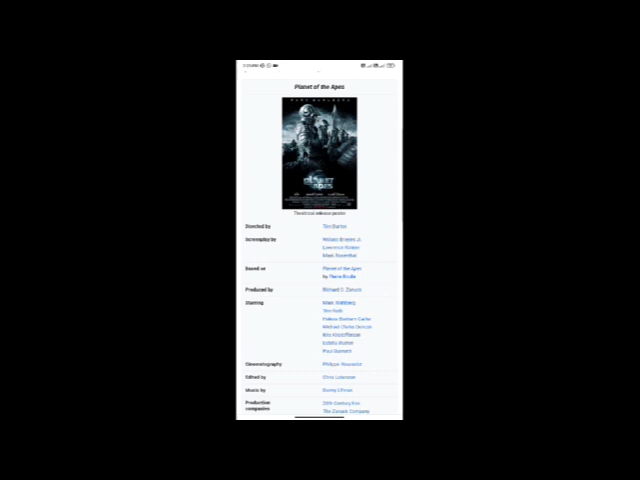 Planet of the Apes
PLANET
APES
Theatrical release poster
Directed by
Tim Burton
Screenplay by
William Broyles Jr.
Lawrence Konner
Mark Rosenthal
Based on
Planet of the Apes
by Pierre Boulle
Produced by
Richard D. Zanuck
Starring
Mark Wahlberg
Tim Roth
Helena Bonham Carter
Michael Clarke Duncan
Kris Kristofferson
Estella Warren
Paul Giamatti
Cinematography
Philippe Rousselot
Edited by
Chris Lebenzon
Music by
Danny Elfman
Production
companies
20th Century Fox
The Zanuck Company